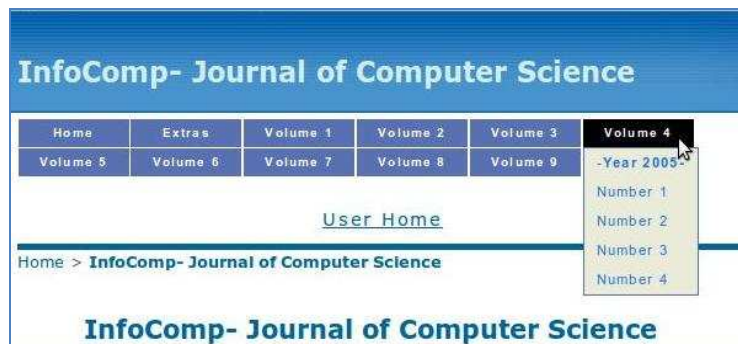 InfoComp- Journal of Computer Science
Home Extras Volume 1 Volume 2 Volume 3 Volume 4
Volume 5 Volume 6 Volume 7 Volume 8 Volume 9
-Year 2005-
Number 1
Number 2
Number 3
Number 4
User Home
Home > InfoComp- Journal of Computer Science
InfoComp- Journal of Computer Science